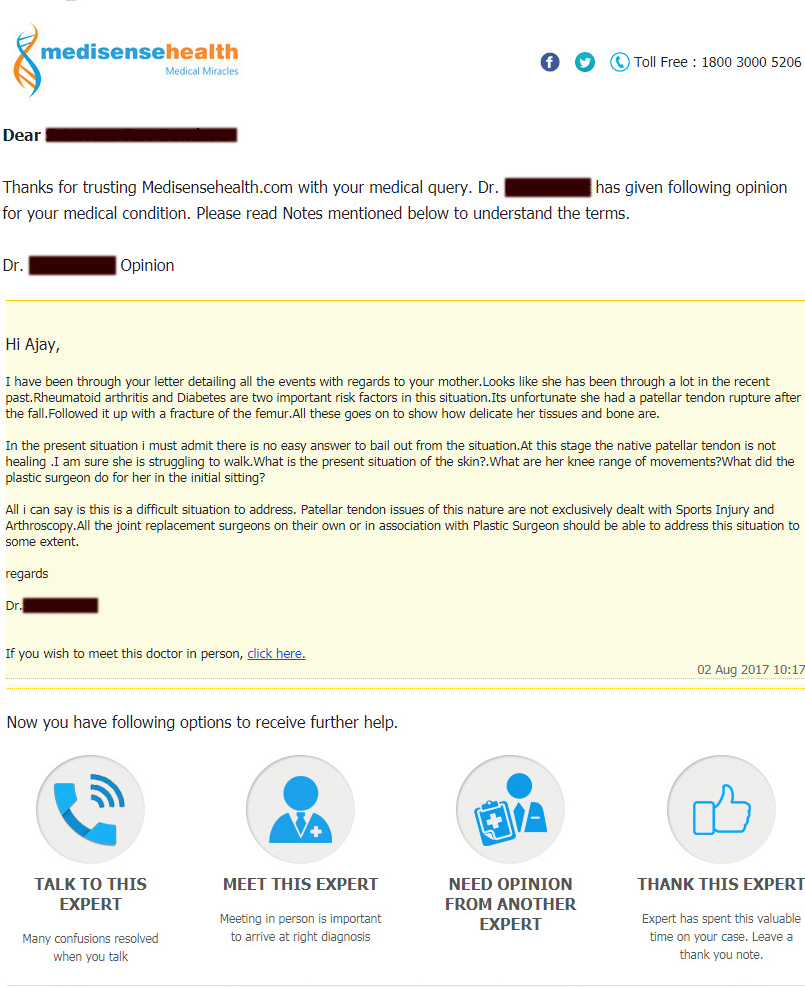 medisensehealth
Medical Miracles
Toll Free : 1800 3000 5206
Dear
Thanks for trusting Medisensehealth.com with your medical query. Dr. has given following opinion
for your medical condition. Please read Notes mentioned below to understand the terms.
Dr. Opinion
Hi Ajay,
I have been through your letter detailing all the events with regards to your mother.Looks like she has been through a lot in the recent
past.Rheumatoid arthritis and Diabetes are two important risk factors in this situation.Its unfortunate she had a patellar tendon rupture after
the fall.Followed it up with a fracture of the femur.All these goes on to show how delicate her tissues and bone are.
In the present situation i must admit there is no easy answer to bail out from the situation.At this stage the native patellar tendon is not
healing .I am sure she is struggling to walk.What is the present situation of the skin?.What are her knee range of movements?What did the
plastic surgeon do for her in the initial sitting?
All i can say is this is a difficult situation to address. Patellar tendon issues of this nature are not exclusively dealt with Sports Injury and
Arthroscopy.All the joint replacement surgeons on their own or in association with Plastic Surgeon should be able to address this situation to
some extent.
regards
Dr.
If you wish to meet this doctor in person, click here.
02 Aug 2017 10:17
Now you have following options to receive further help.
TALK TO THIS
EXPERT
Many confusions resolved
when you talk
MEET THIS EXPERT
Meeting in person is important
to arrive at right diagnosis
NEED OPINION
FROM ANOTHER
EXPERT
THANK THIS EXPERT
Expert has spent this valuable
time on your case. Leave a
thank you note.